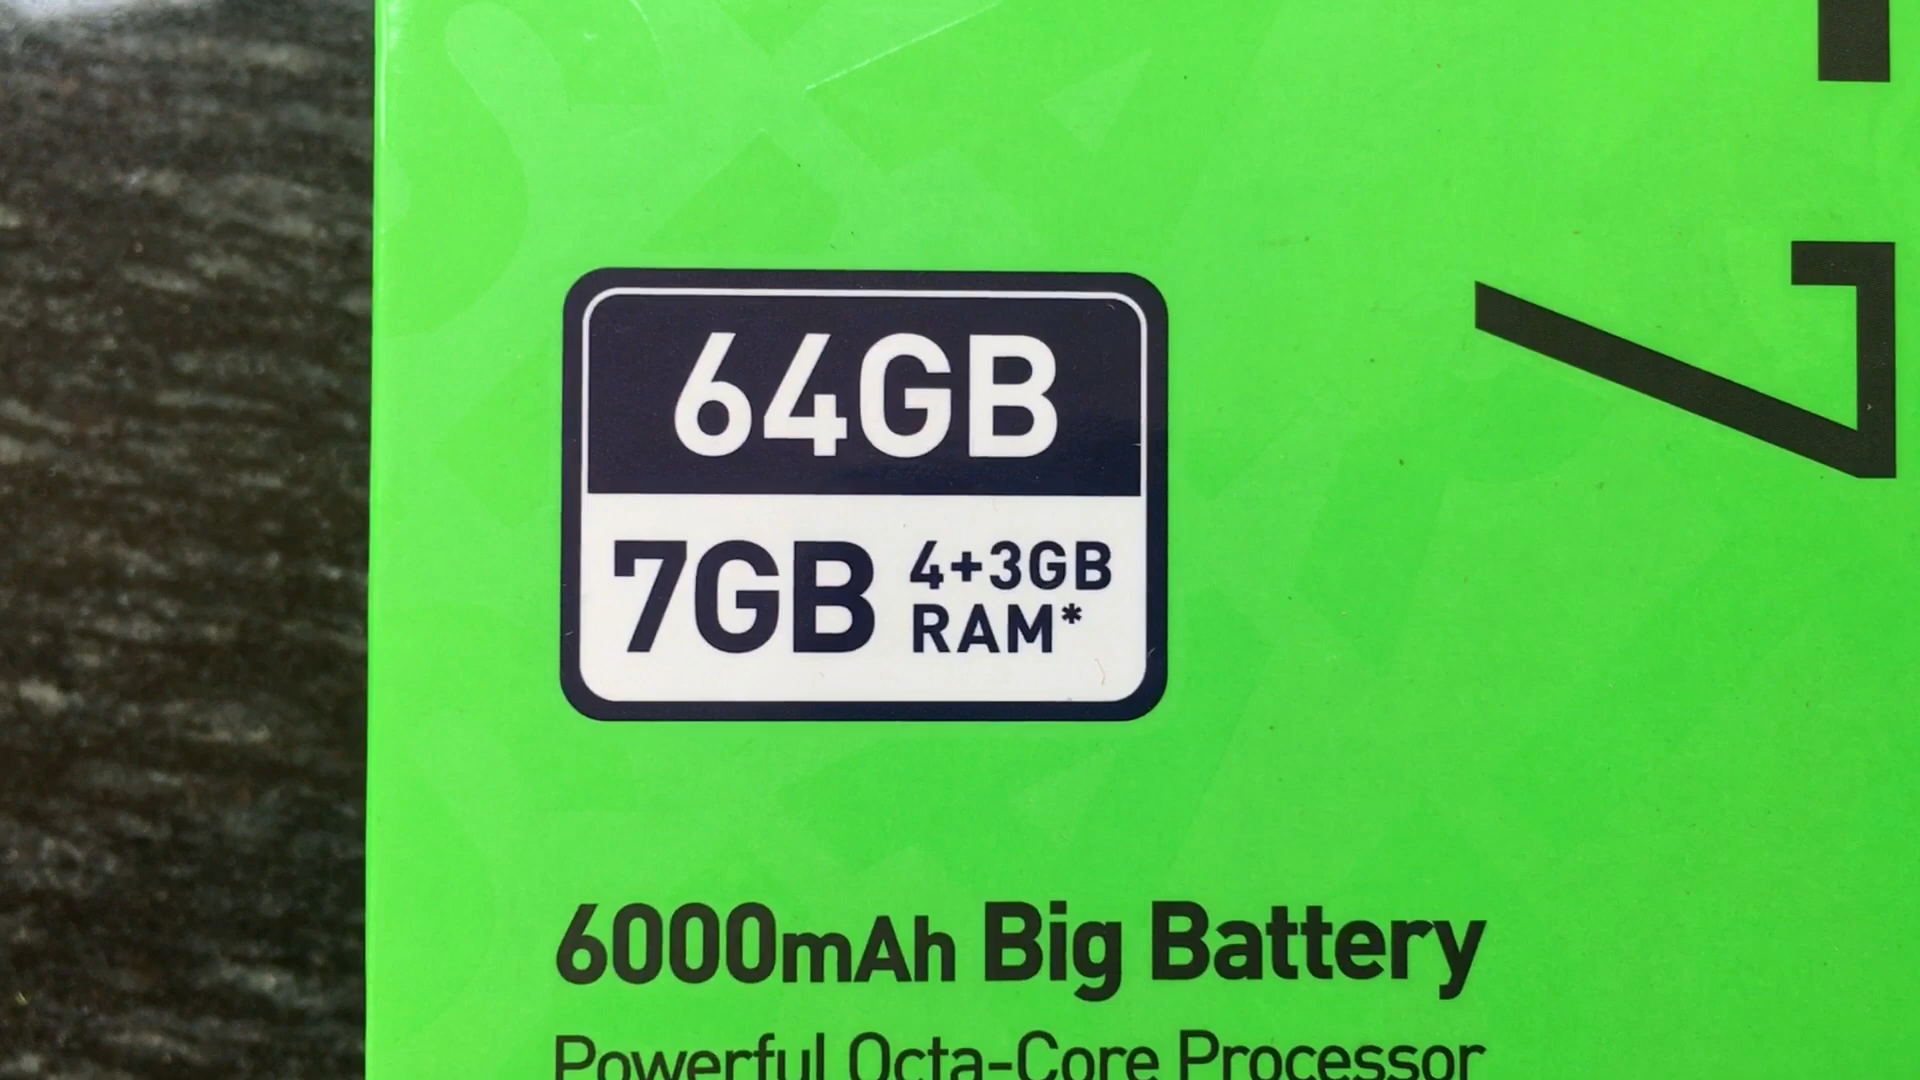 64GB
7GB 4+3GB
RAM*
6000mAh Big Battery
Powerful Octa-Core Processor